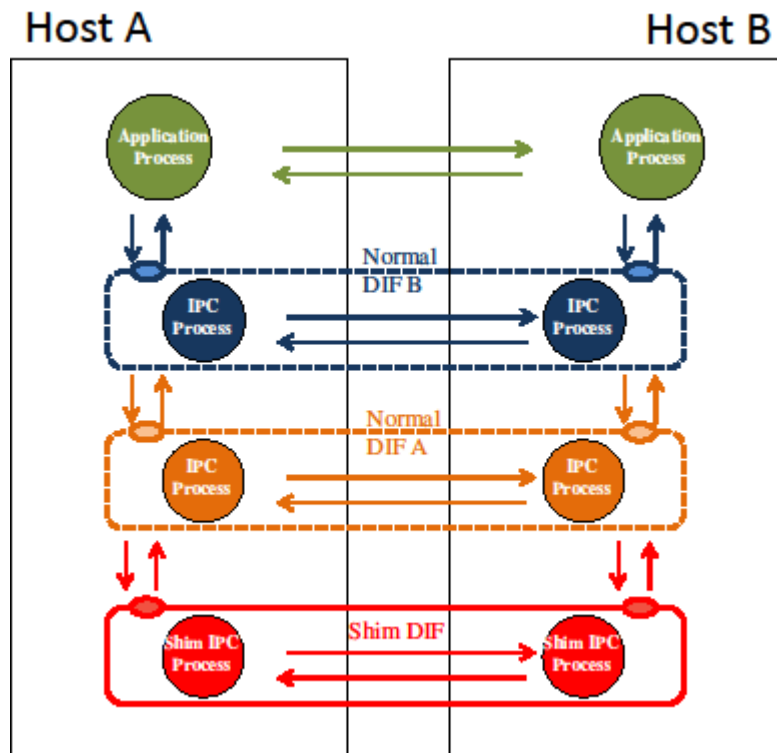 Host A
Host B
Application
Process
Application
Process
Normal
DIF B
IPC
Process
IPC
Process
Normal
DIF A
IPC
Process
IPC
Process
Shim DIF
Shim IPC
Process
Shim IPC
Process